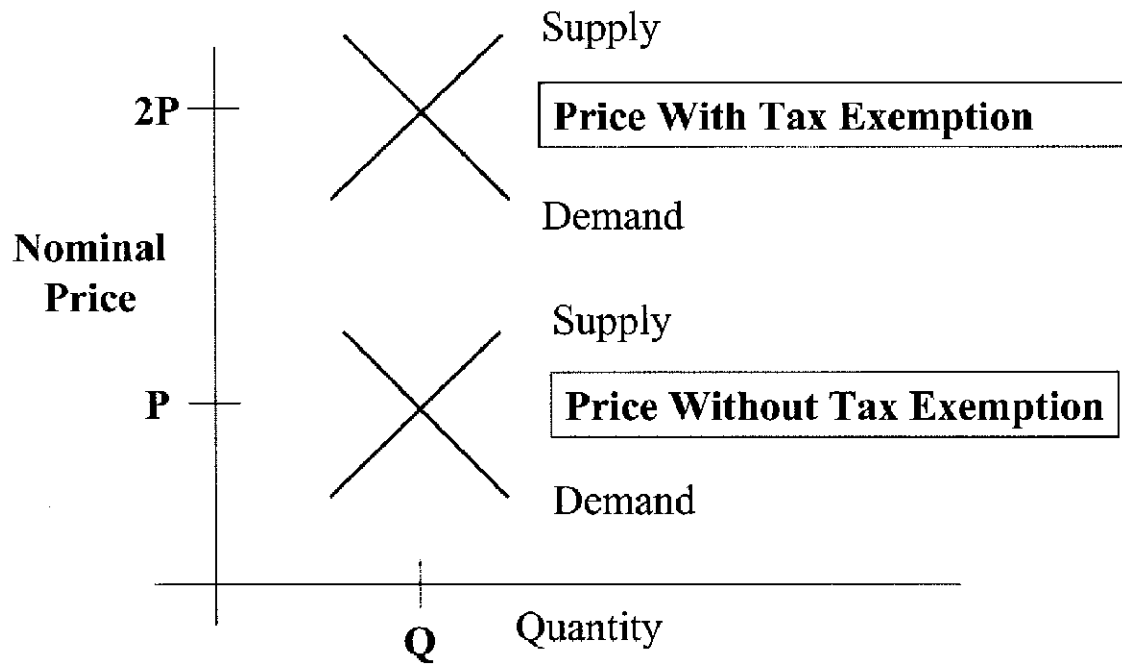 Supply
2P
Price With Tax Exemption
Demand
Nominal
Price
Supply
P
Price Without Tax Exemption
Demand
Q
Quantity